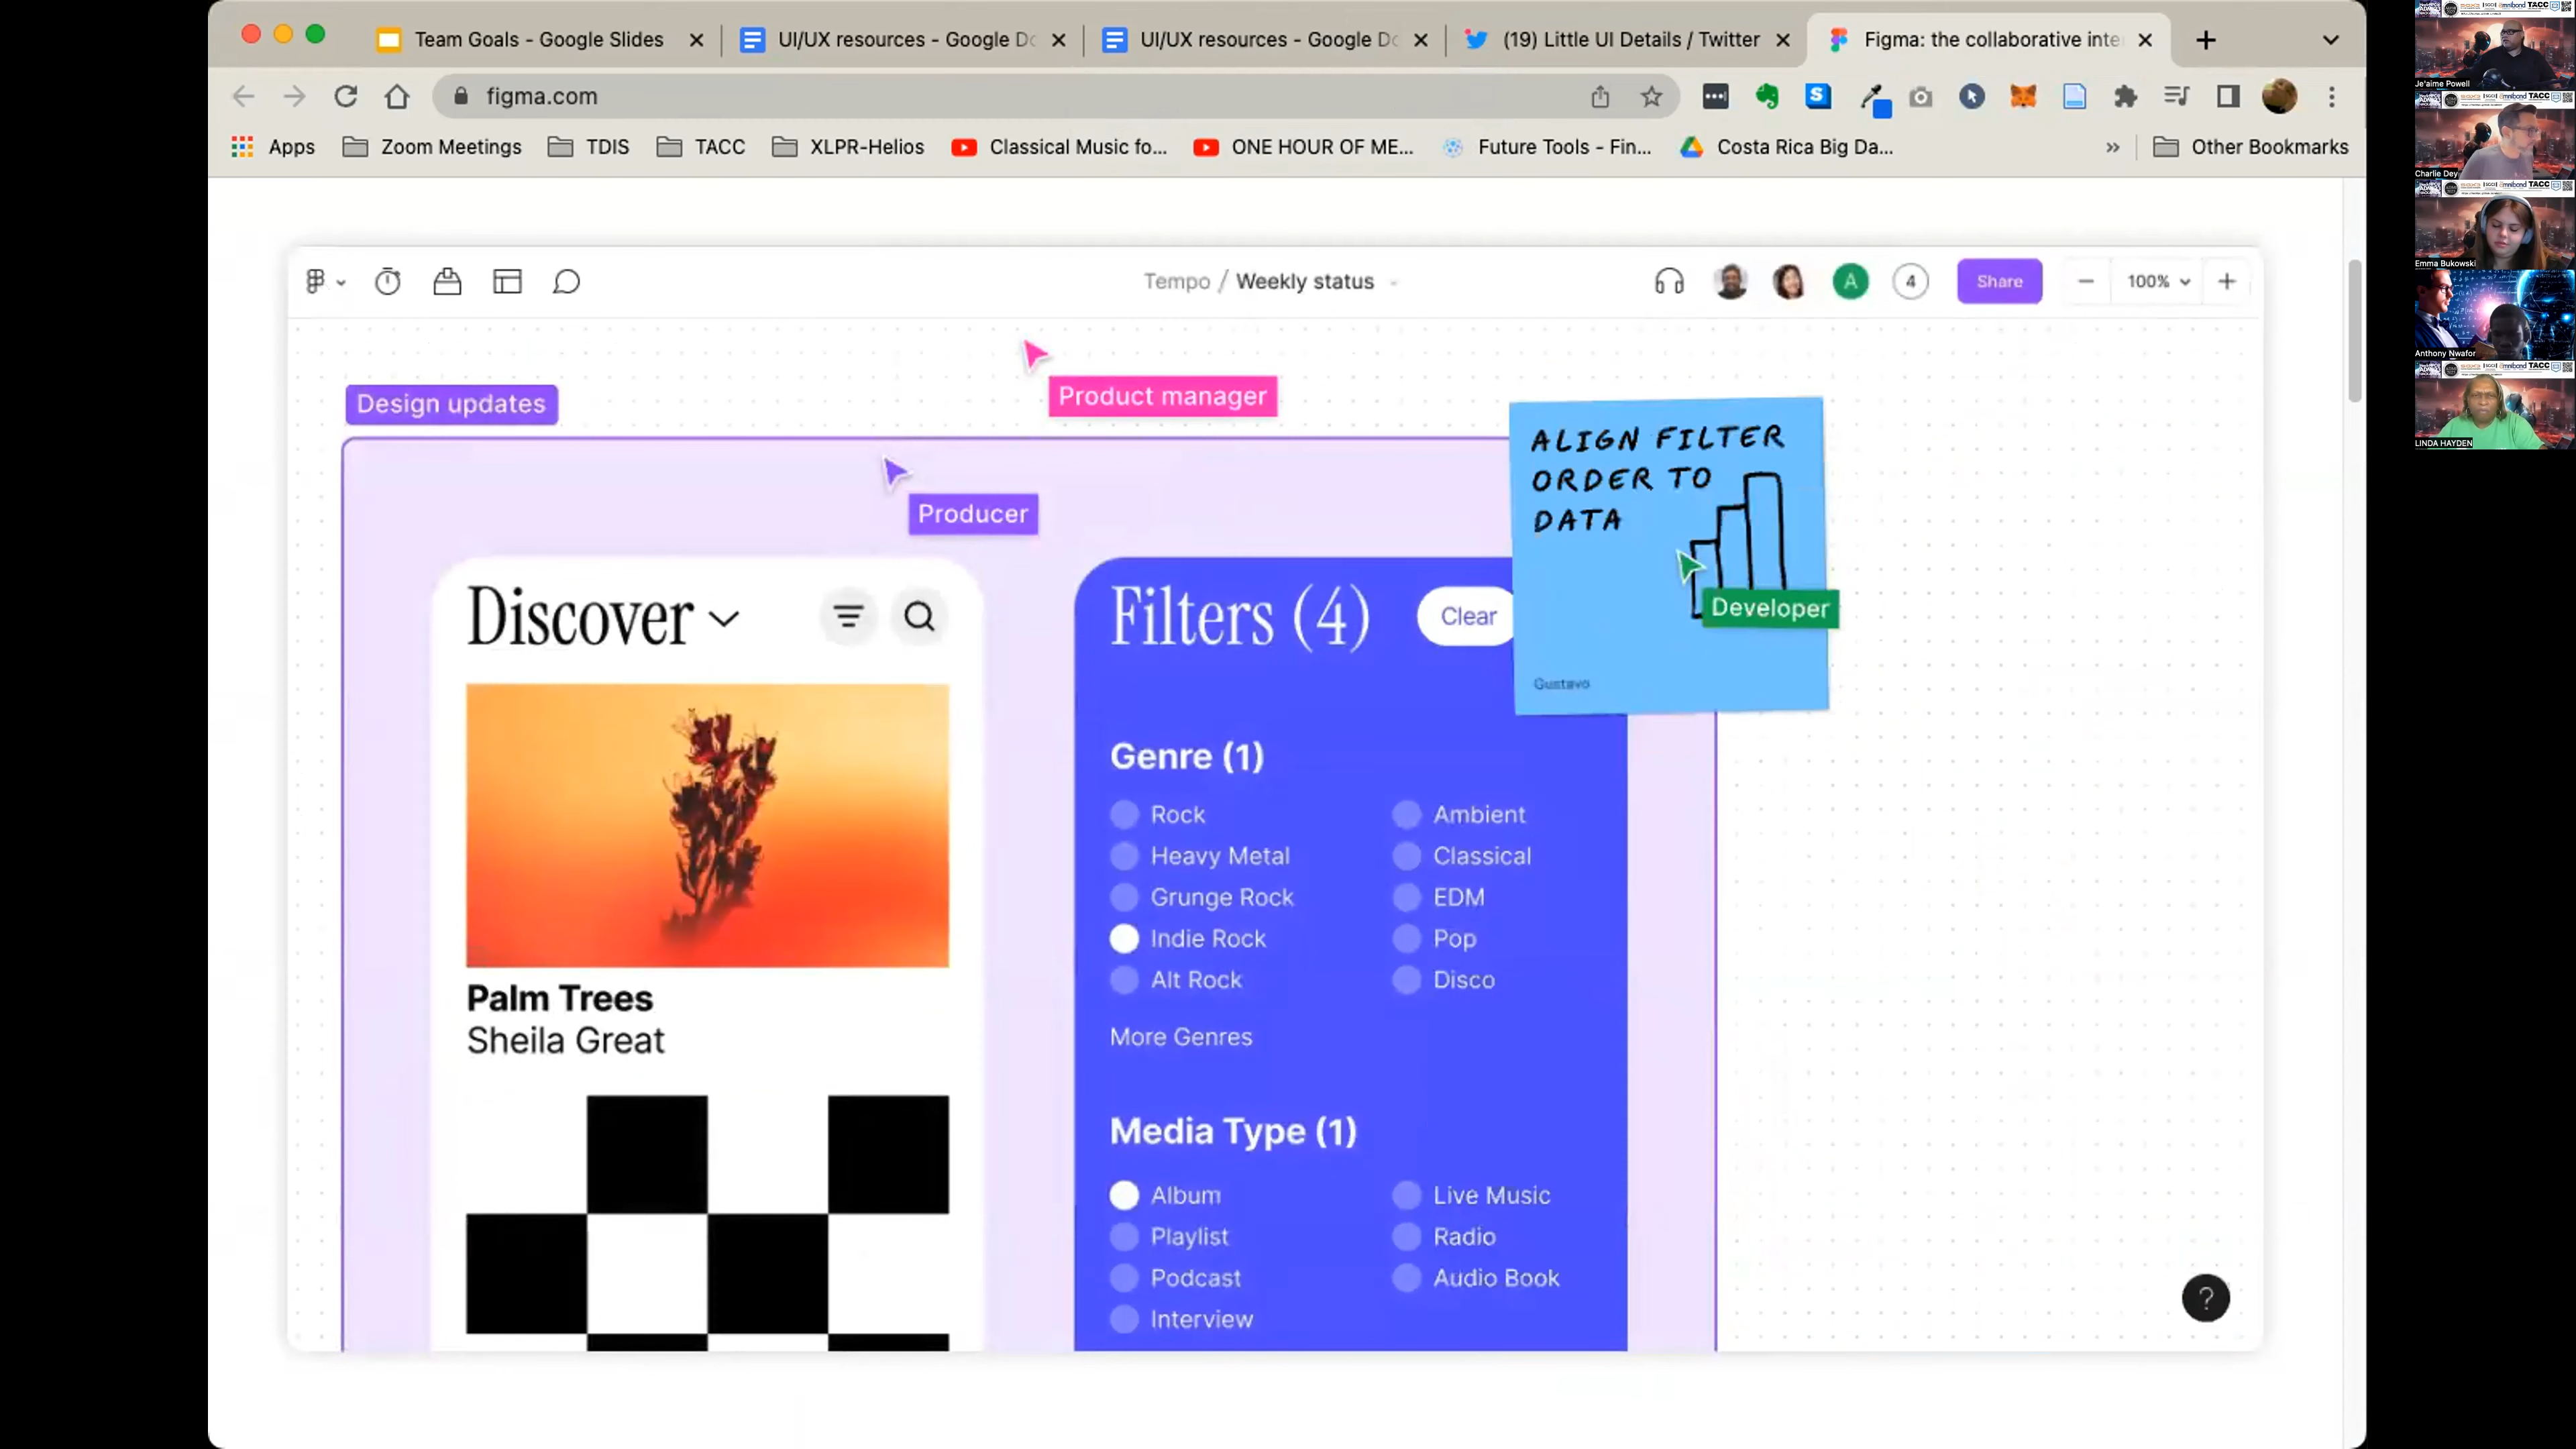 Team Goals - Google Slides
UI/UX resources - Google Dc
UI/UX resources - Google Dc
(19) Little UI Details / Twitter
Figma: the collaborative inte
figma.com
Apps
Zoom Meetings
TDIS
TACC
XLPR-Helios
Classical Music fo...
ONE HOUR OF ME...
Future Tools - Fin...
Costa Rica Big Da...
Other Bookmarks
Tempo / Weekly status
A
4
Share
100%
Product manager
Design updates
Producer
ALIGN FILTER
ORDER TO
DATA
Developer
Gustavo
Discover
Palm Trees
Sheila Great
Filters (4)
Clear
Genre (1)
Rock
Heavy Metal
Grunge Rock
Indie Rock
Alt Rock
Ambient
Classical
EDM
Pop
Disco
More Genres
Media Type (1)
Album
Playlist
Podcast
Interview
Live Music
Radio
Audio Book
?
Je'aime Powell
TACC
Charlie Dey
TACC
Emma Bukowski
Anthony Nwafor
TACC
LINDA HAYDEN